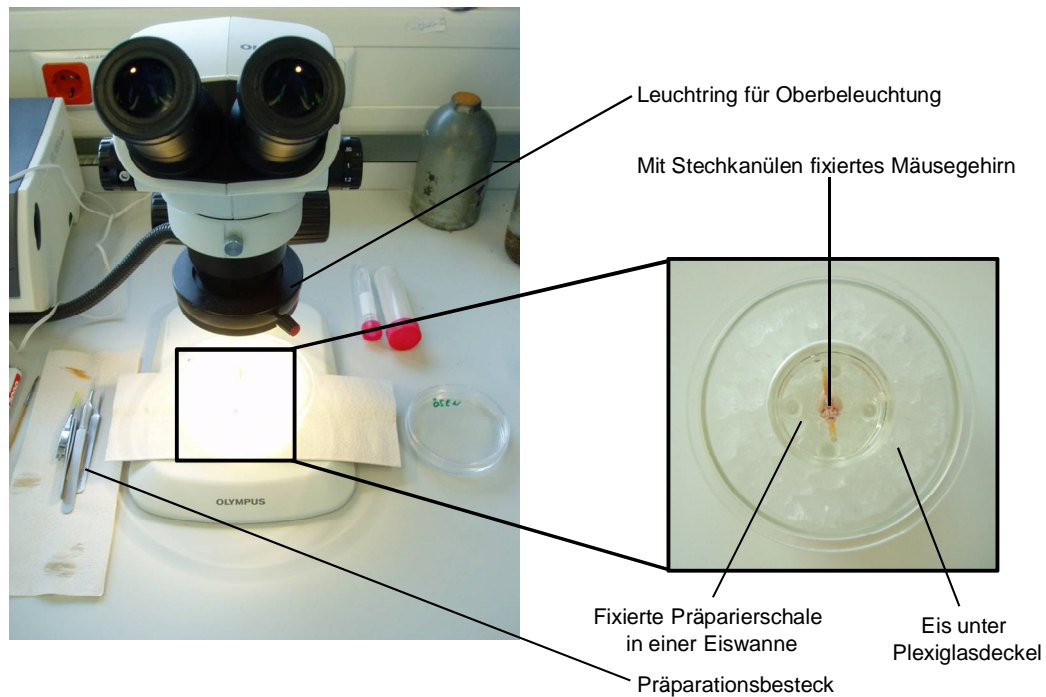 Leuchtring für Oberbeleuchtung
Mit Stechkanülen fixiertes Mäusegehirn
OLYMPUS
Fixierte Präparierschale
in einer Eiswanne
Eis unter
Plexiglasdeckel
Präparationsbesteck